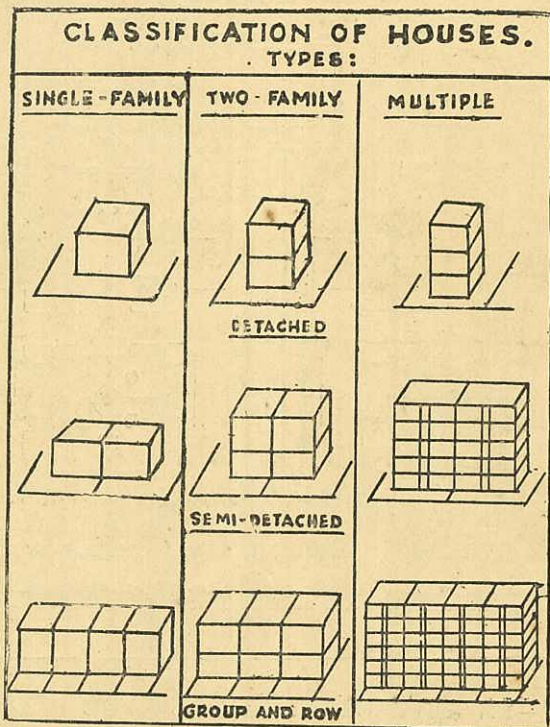 CLASSIFICATION OF HOUSES.
. TYPES:
SINGLE-FAMILY TWO-FAMILY MULTIPLE
DETACHED
SEMI-DETACHED
GROUP AND ROW